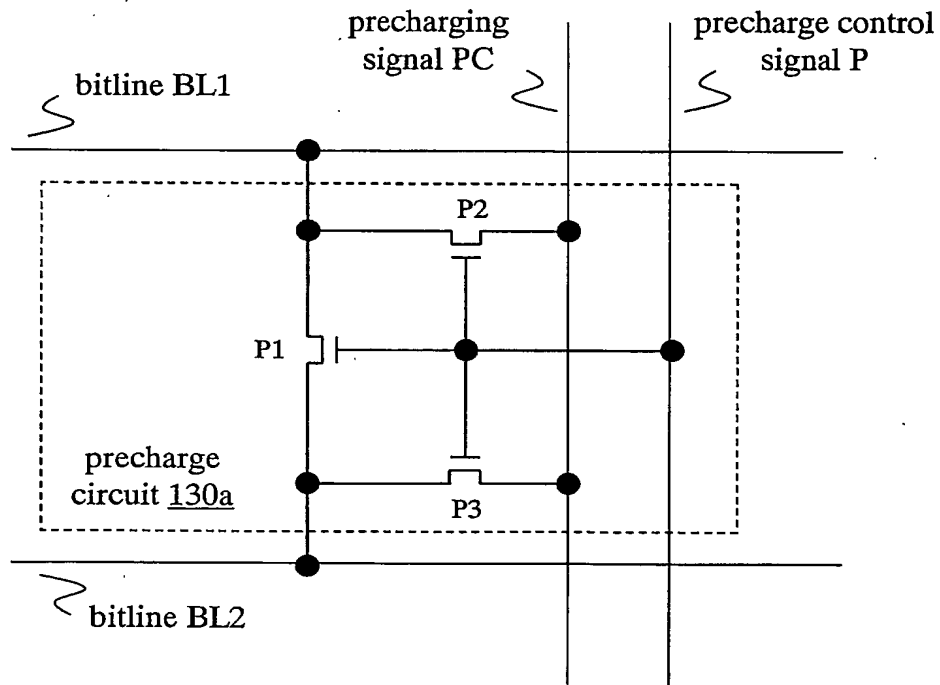 precharging
signal PC
precharge control
signal P
bitline BL1
P2
P1
precharge
circuit 130a
P3
bitline BL2